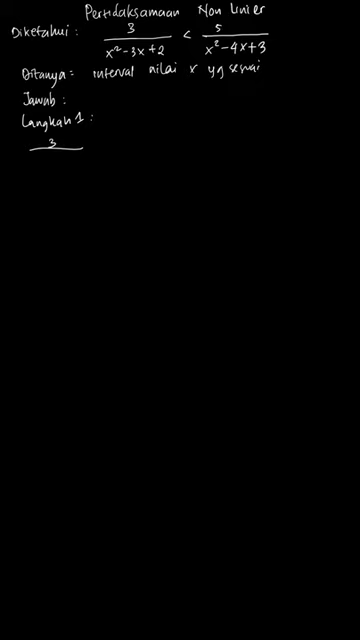 Pertidaksamaan Non Linier
Diketahui: 3/(x²-3x+2) < 5/(x²-4x+3)
Ditanya = interval nilai x yg sesuai
Jawab:
Langkah 1:
3